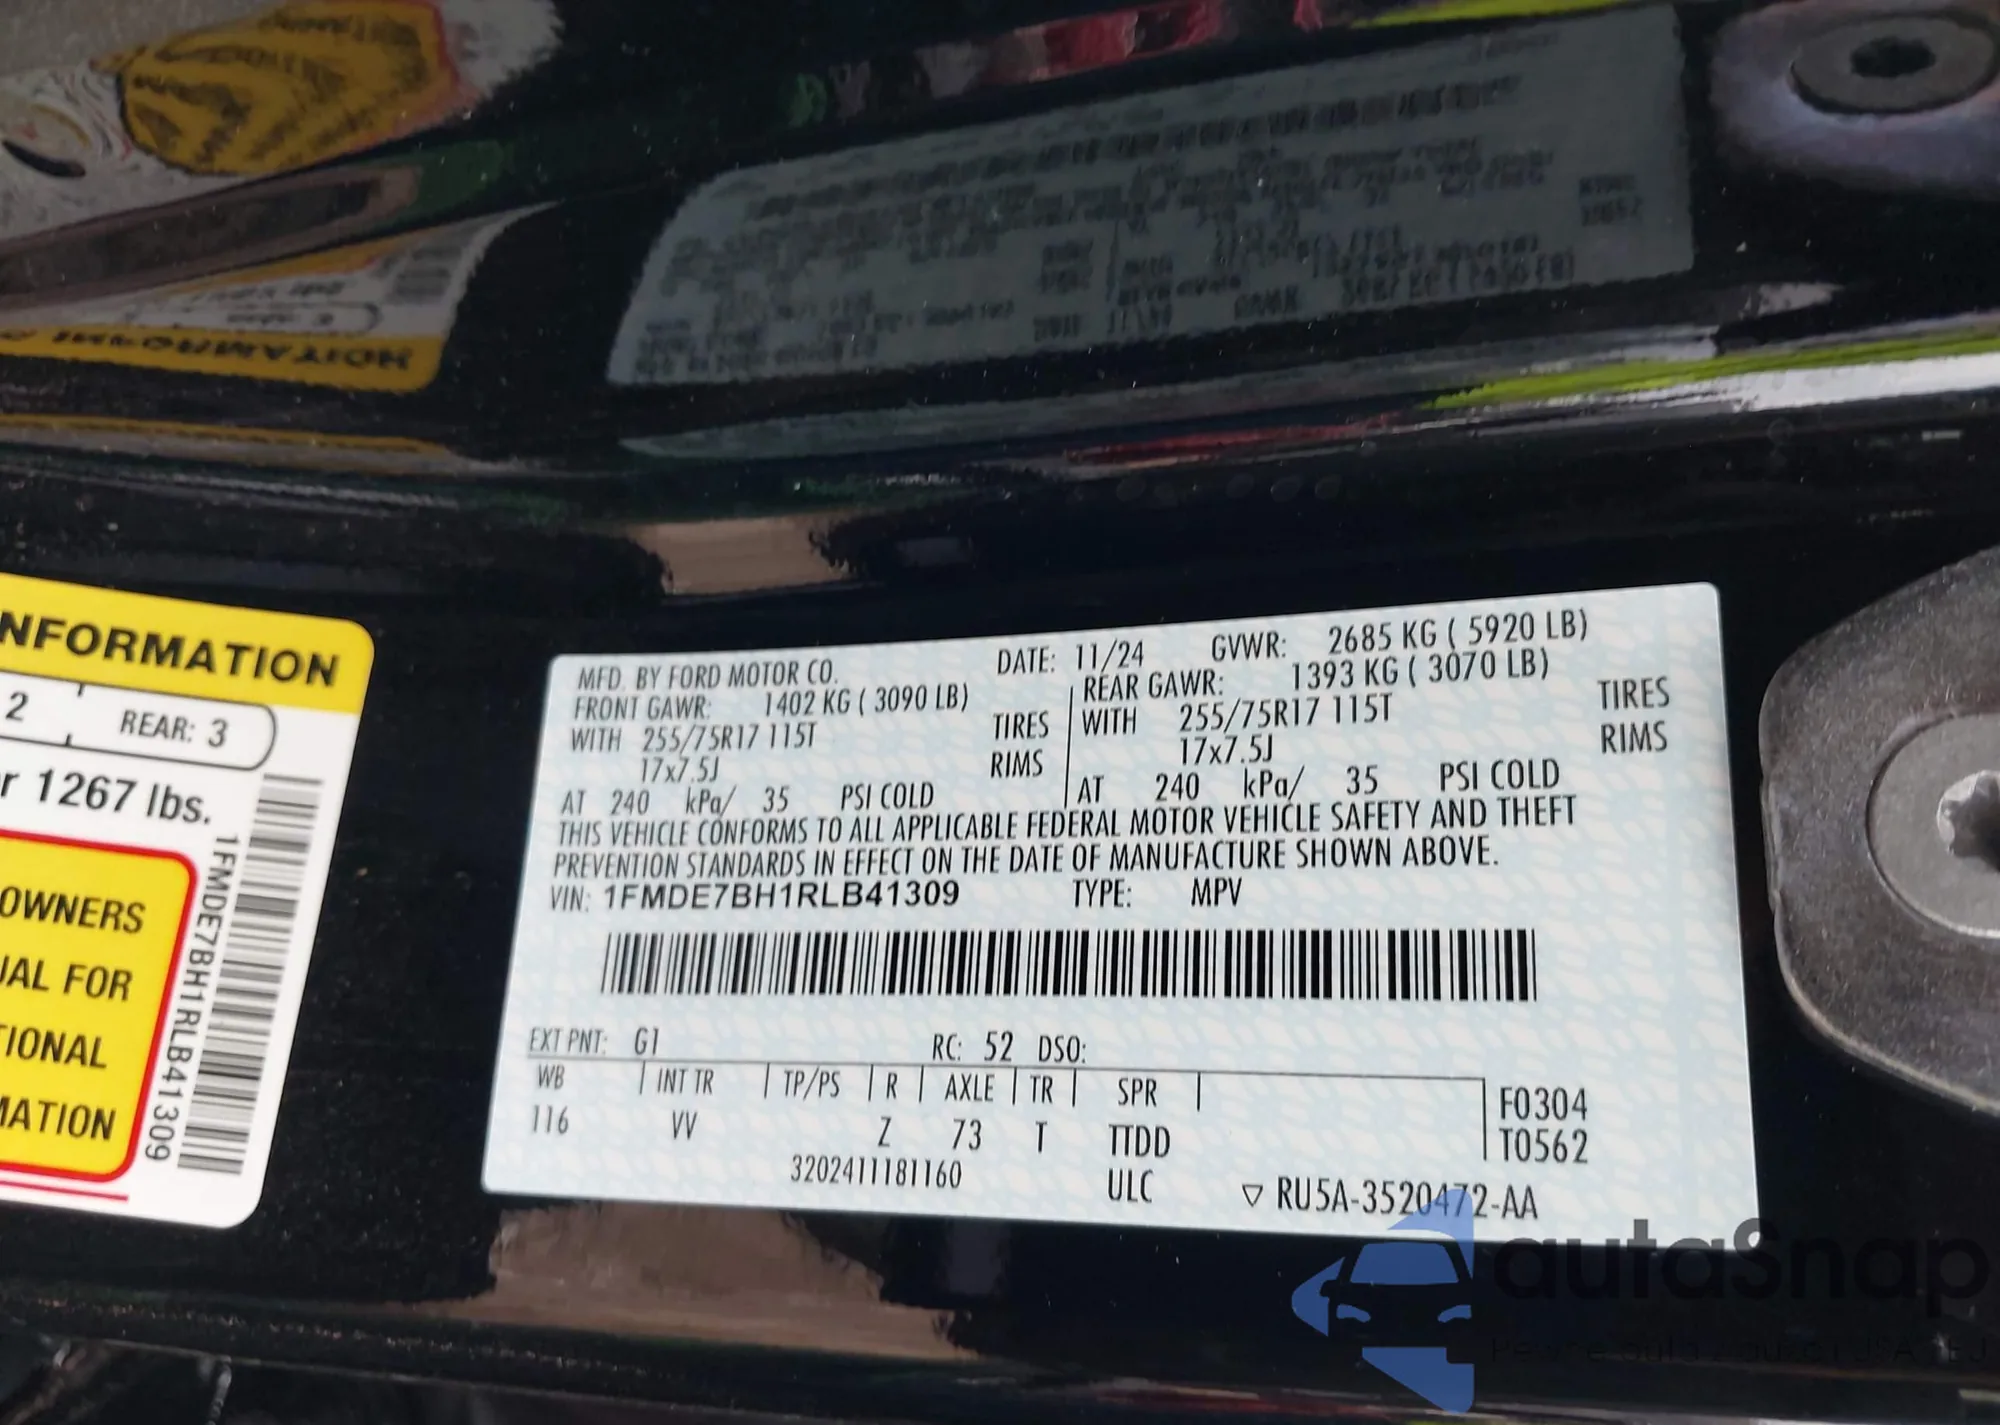 NFORMATION
2 REAR: 3
r 1267 lbs.
OWNERS
UAL FOR
TIONAL
MATION
1FMDE7BH1RLB41309
MFD. BY FORD MOTOR CO. DATE: 11/24 GVWR: 2685 KG ( 5920 LB)
FRONT GAWR: 1402 KG ( 3090 LB) REAR GAWR: 1393 KG ( 3070 LB)
WITH 255/75R17 115T TIRES WITH 255/75R17 115T TIRES
17x7.5J RIMS 17x7.5J RIMS
AT 240 kPa/ 35 PSI COLD AT 240 kPa/ 35 PSI COLD
THIS VEHICLE CONFORMS TO ALL APPLICABLE FEDERAL MOTOR VEHICLE SAFETY AND THEFT
PREVENTION STANDARDS IN EFFECT ON THE DATE OF MANUFACTURE SHOWN ABOVE.
VIN: 1FMDE7BH1RLB41309 TYPE: MPV
EXT PNT: G1 RC: 52 DSO:
WB INT TR TP/PS R AXLE TR SPR
116 VV Z 73 T TTDD
F0304
T0562
3202411181160 ULC ▽ RU5A-3520472-AA
autaSnap